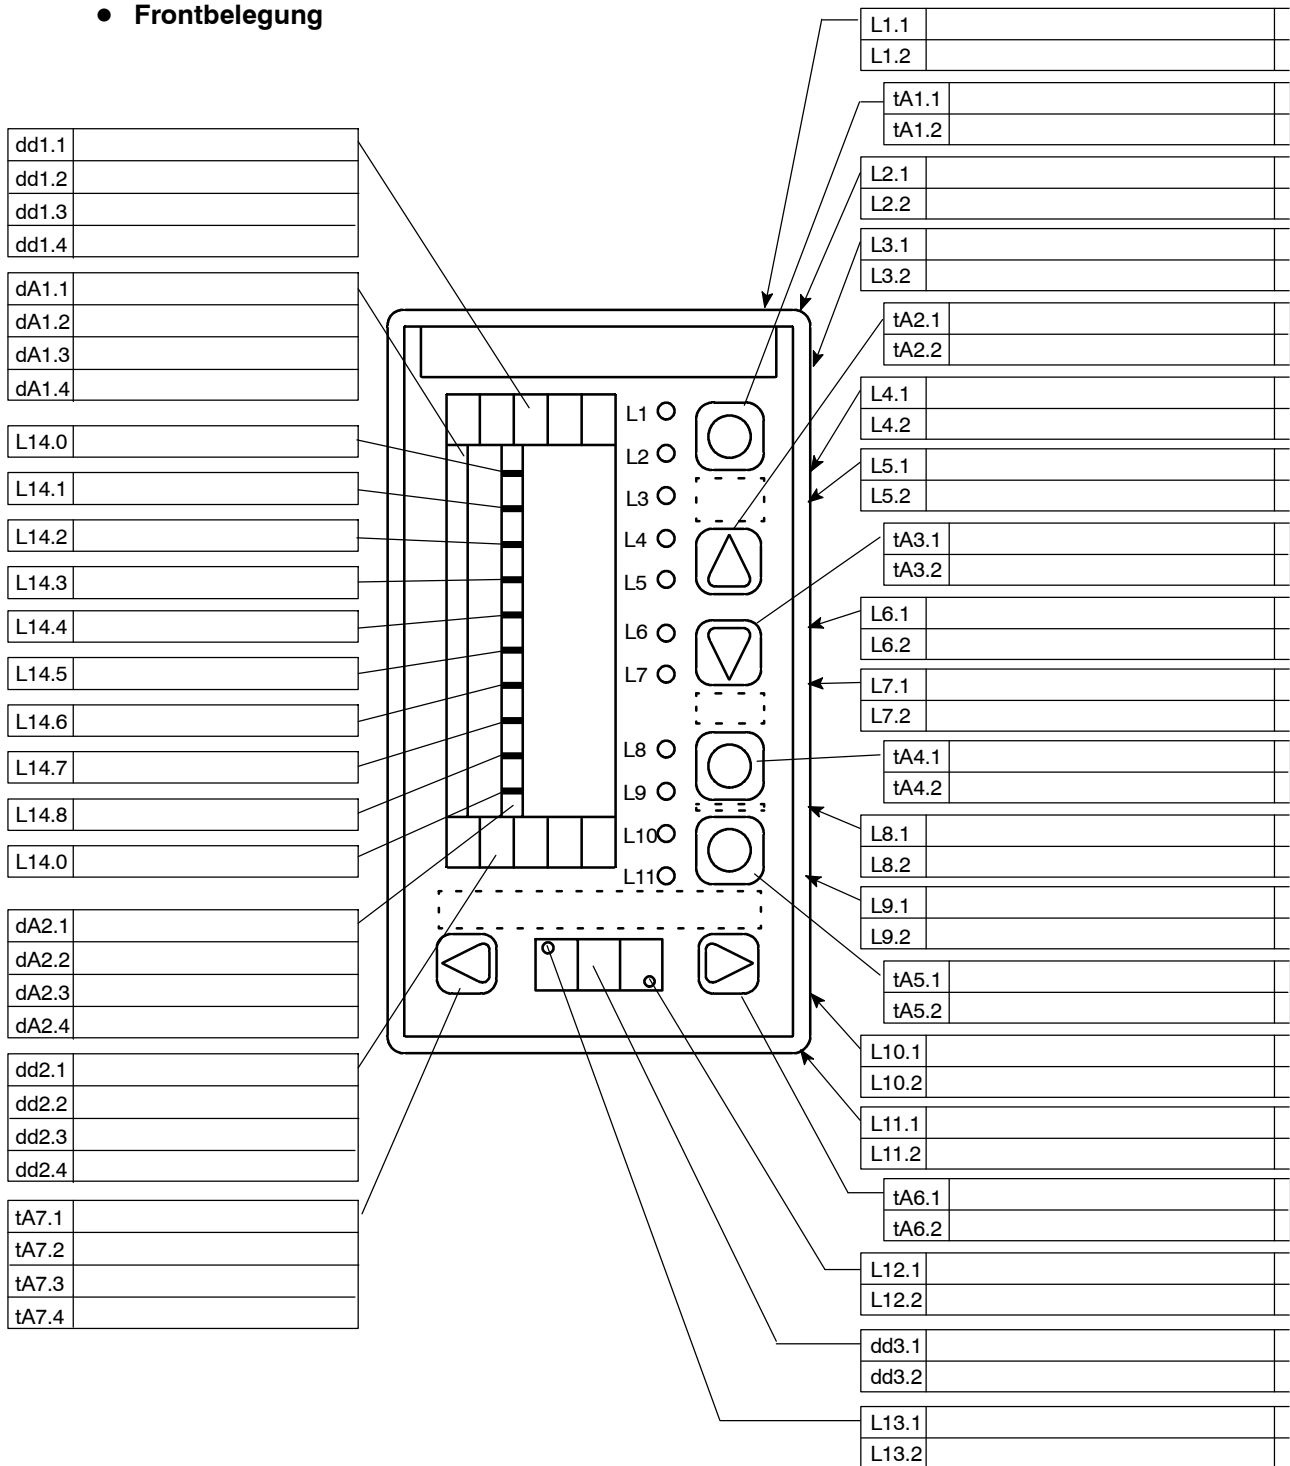 ● Frontbelegung
dd1.1
dd1.2
dd1.3
dd1.4
dA1.1
dA1.2
dA1.3
dA1.4
L14.0
L14.1
L14.2
L14.3
L14.4
L14.5
L14.6
L14.7
L14.8
L14.0
dA2.1
dA2.2
dA2.3
dA2.4
dd2.1
dd2.2
dd2.3
dd2.4
tA7.1
tA7.2
tA7.3
tA7.4
L1
L2
L3
L4
L5
L6
L7
L8
L9
L10
L11
L1.1
L1.2
tA1.1
tA1.2
L2.1
L2.2
L3.1
L3.2
tA2.1
tA2.2
L4.1
L4.2
L5.1
L5.2
tA3.1
tA3.2
L6.1
L6.2
L7.1
L7.2
tA4.1
tA4.2
L8.1
L8.2
L9.1
L9.2
tA5.1
tA5.2
L10.1
L10.2
L11.1
L11.2
tA6.1
tA6.2
L12.1
L12.2
dd3.1
dd3.2
L13.1
L13.2